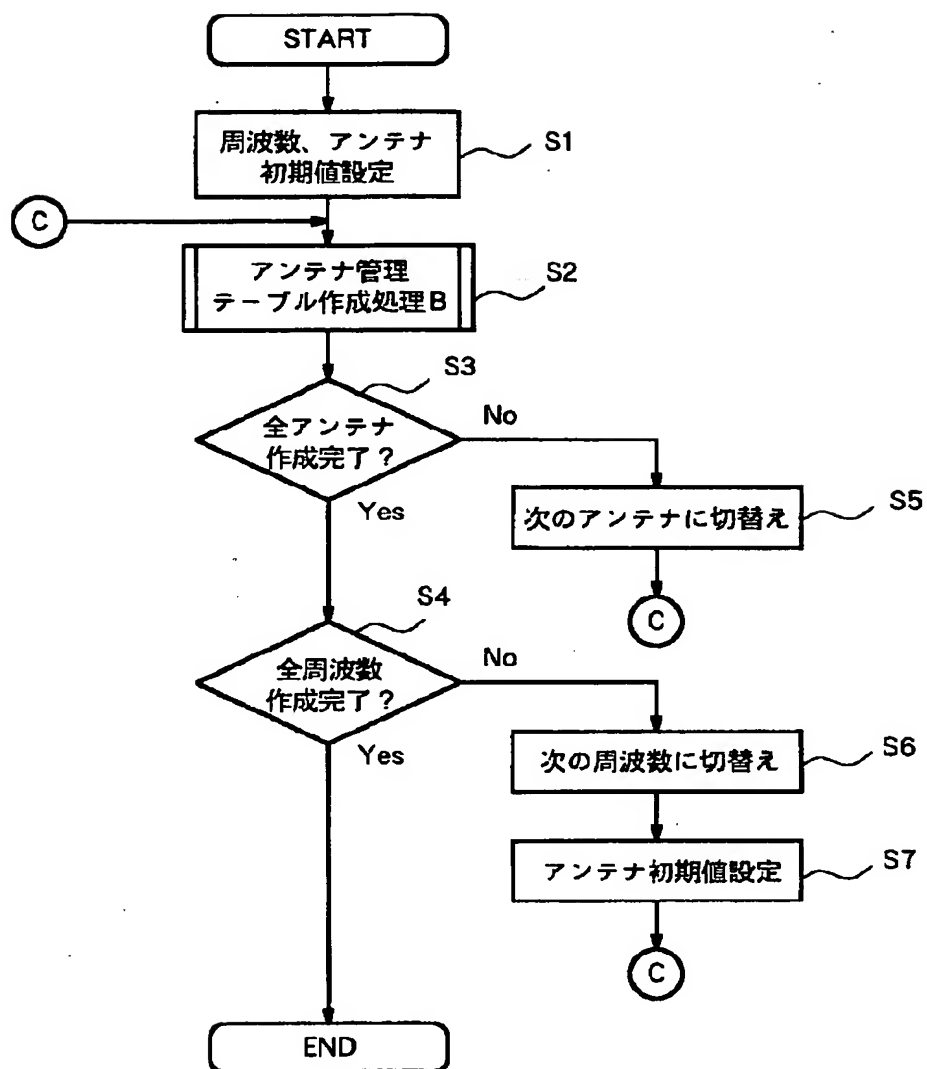 START
周波数、アンテナ
初期値設定
S1
C
アンテナ管理
テーブル作成処理B
S2
S3
全アンテナ
作成完了?
No
Yes
次のアンテナに切替え
S5
C
S4
全周波数
作成完了?
No
Yes
次の周波数に切替え
S6
アンテナ初期値設定
S7
C
END